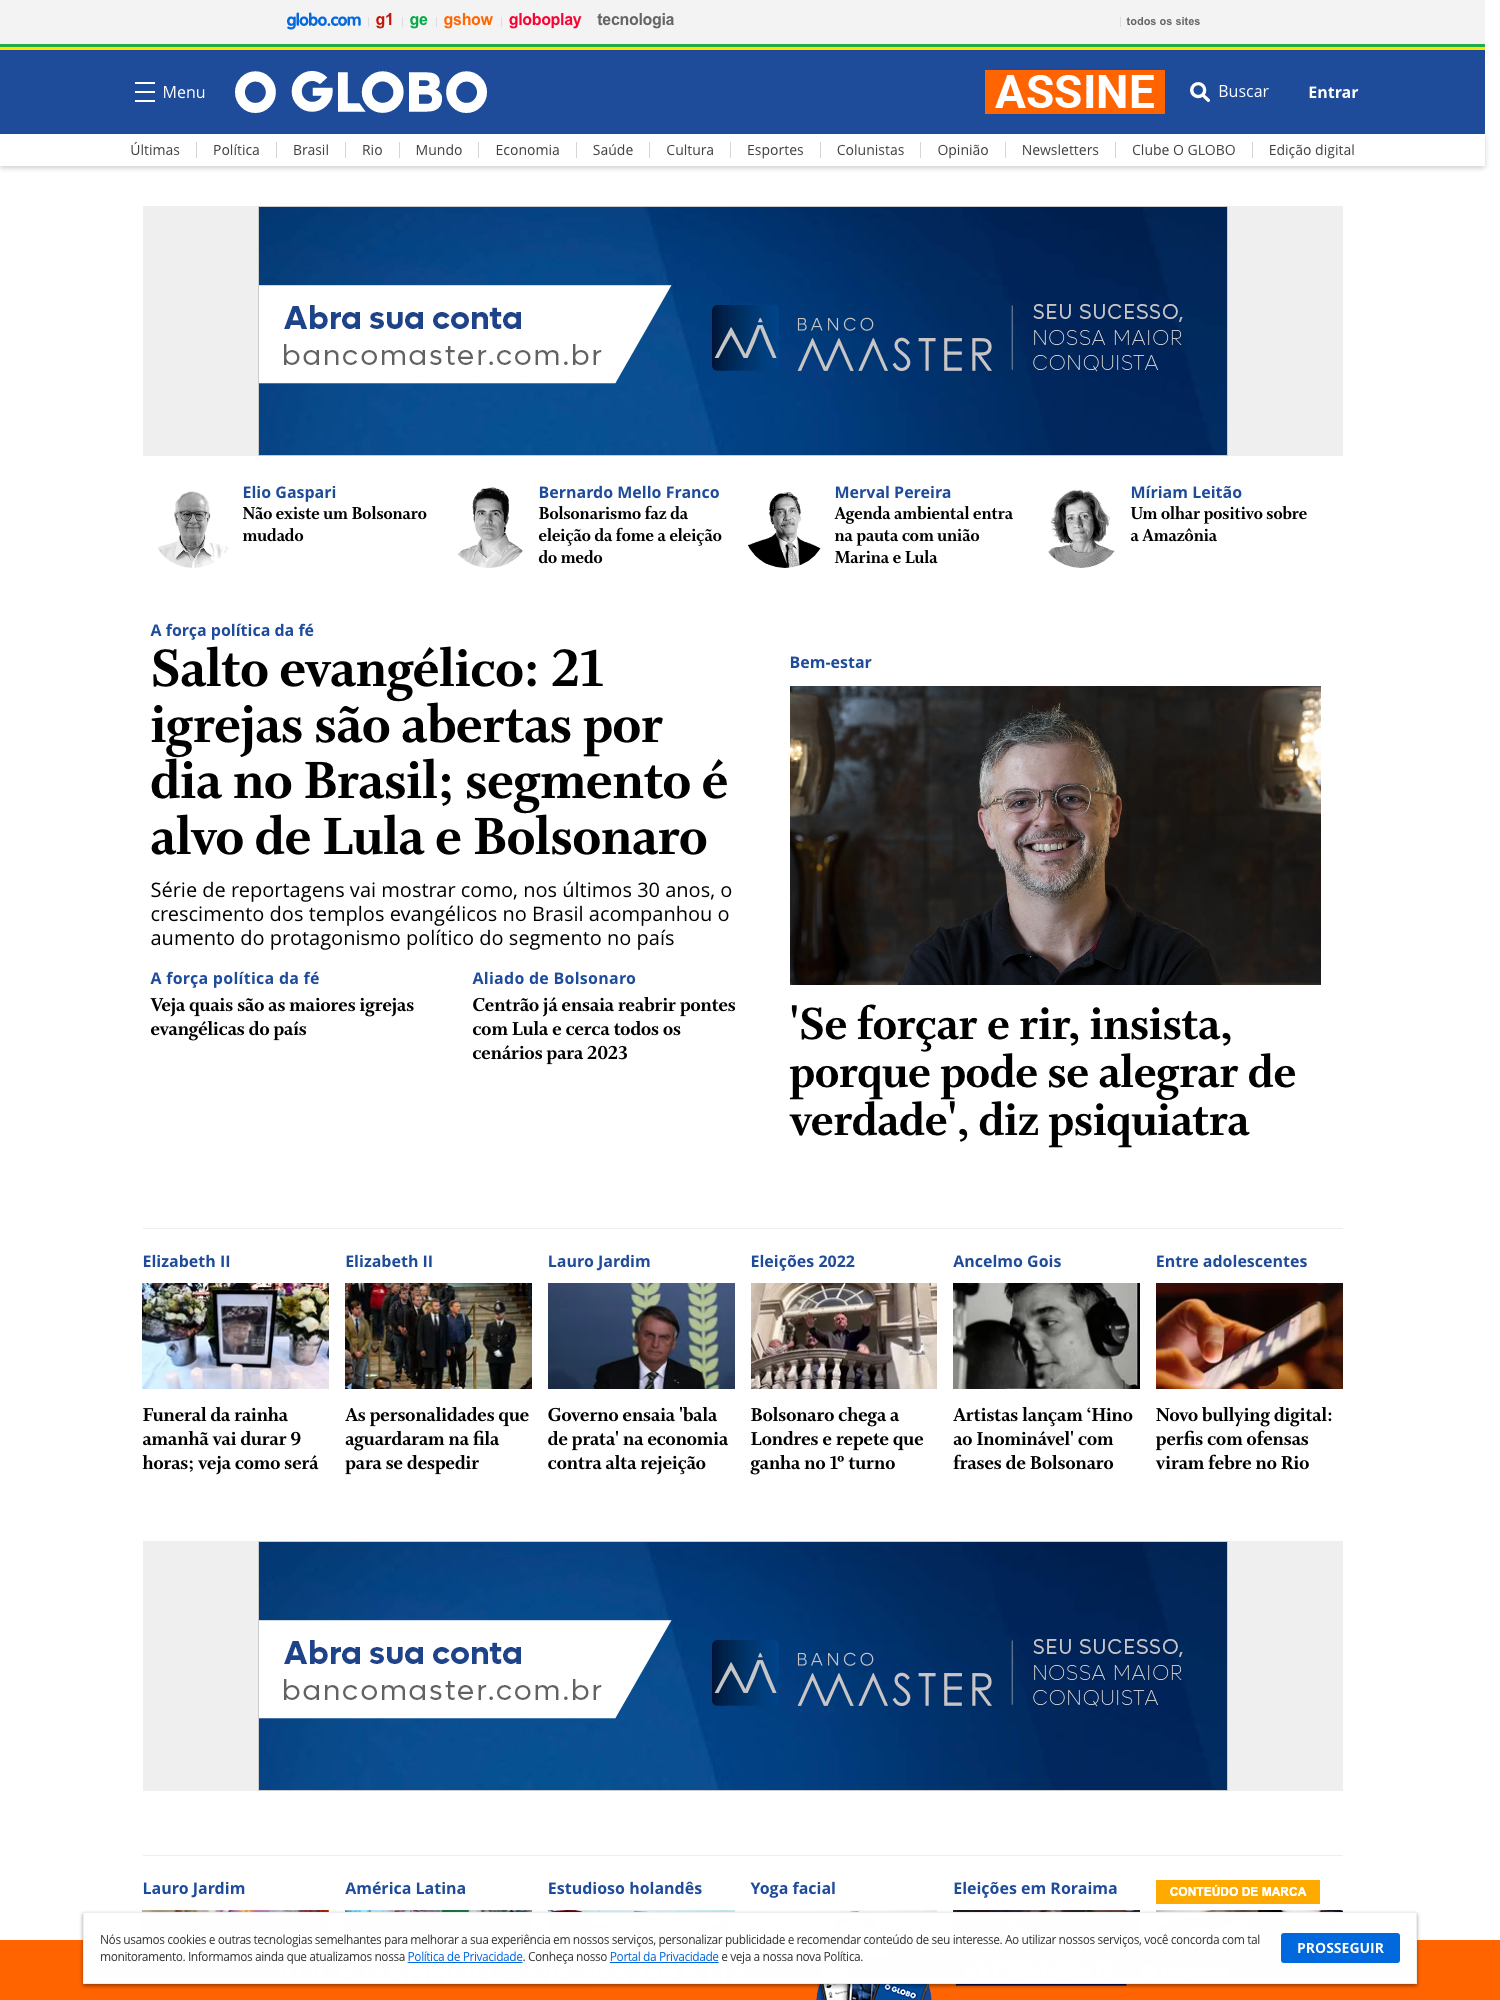 globo.com g1 ge gshow globoplay tecnologia todos os sites
Menu O GLOBO ASSINE Buscar Entrar
Últimas Política Brasil Rio Mundo Economia Saúde Cultura Esportes Colunistas Opinião Newsletters Clube O GLOBO Edição digital
Abra sua conta
bancomaster.com.br
BANCO
MASTER
SEU SUCESSO,
NOSSA MAIOR
CONQUISTA
Elio Gaspari
Não existe um Bolsonaro
mudado
Bernardo Mello Franco
Bolsonarismo faz da
eleição da fome a eleição
do medo
Merval Pereira
Agenda ambiental entra
na pauta com união
Marina e Lula
Míriam Leitão
Um olhar positivo sobre
a Amazônia
A força política da fé
Salto evangélico: 21
igrejas são abertas por
dia no Brasil; segmento é
alvo de Lula e Bolsonaro
Série de reportagens vai mostrar como, nos últimos 30 anos, o
crescimento dos templos evangélicos no Brasil acompanhou o
aumento do protagonismo político do segmento no país
A força política da fé
Veja quais são as maiores igrejas
evangélicas do país
Aliado de Bolsonaro
Centrão já ensaia reabrir pontes
com Lula e cerca todos os
cenários para 2023
Bem-estar
'Se forçar e rir, insista,
porque pode se alegrar de
verdade', diz psiquiatra
Elizabeth II
Funeral da rainha
amanhã vai durar 9
horas; veja como será
Elizabeth II
As personalidades que
aguardaram na fila
para se despedir
Lauro Jardim
Governo ensaia 'bala
de prata' na economia
contra alta rejeição
Eleições 2022
Bolsonaro chega a
Londres e repete que
ganha no 1º turno
Ancelmo Gois
Artistas lançam ‘Hino
ao Inominável' com
frases de Bolsonaro
Entre adolescentes
Novo bullying digital:
perfis com ofensas
viram febre no Rio
Abra sua conta
bancomaster.com.br
BANCO
MASTER
SEU SUCESSO,
NOSSA MAIOR
CONQUISTA
Lauro Jardim
América Latina
Estudioso holandês
Yoga facial
Eleições em Roraima
CONTEÚDO DE MARCA
Nós usamos cookies e outras tecnologias semelhantes para melhorar a sua experiência em nossos serviços, personalizar publicidade e recomendar conteúdo de seu interesse. Ao utilizar nossos serviços, você concorda com tal
monitoramento. Informamos ainda que atualizamos nossa Política de Privacidade. Conheça nosso Portal da Privacidade e veja a nossa nova Política.
PROSSEGUIR
O GLOBO